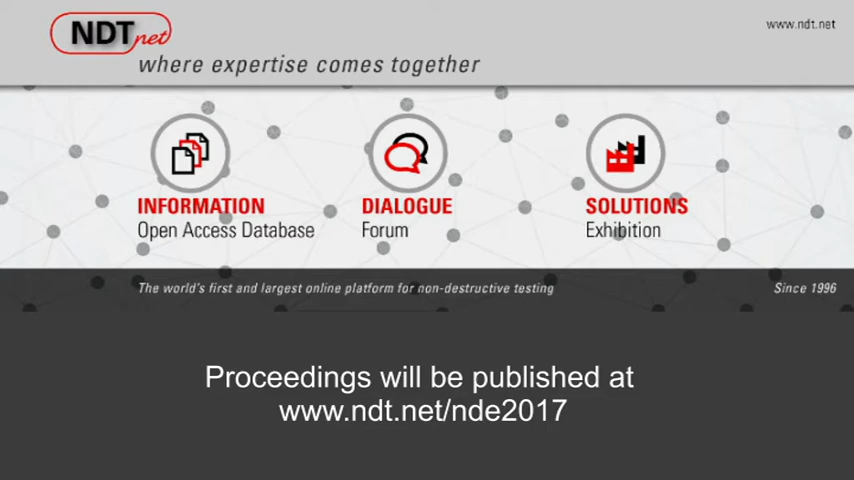 NDTnet
www.ndt.net
where expertise comes together
INFORMATION
Open Access Database
DIALOGUE
Forum
SOLUTIONS
Exhibition
The world's first and largest online platform for non-destructive testing
Since 1996
Proceedings will be published at
www.ndt.net/nde2017